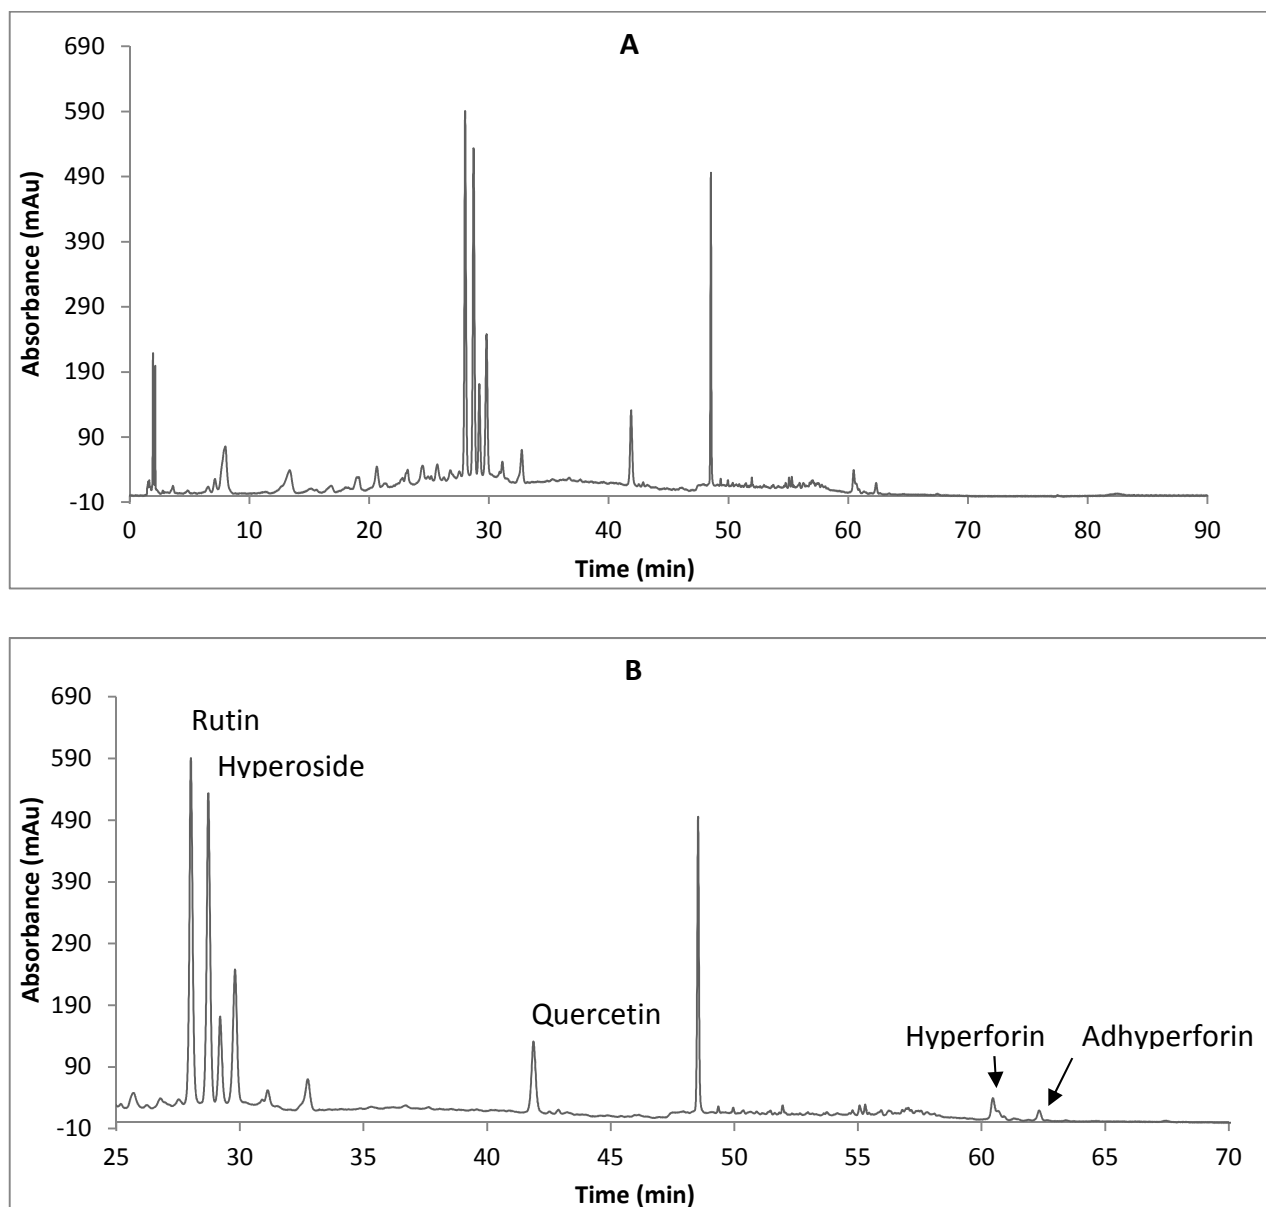 A
690
590
490
390
290
190
90
-10
Absorbance (mAu)
0 10 20 30 40 50 60 70 80 90
Time (min)
B
690
590
490
390
290
190
90
-10
Absorbance (mAu)
Rutin
Hyperoside
Quercetin
Hyperforin Adhyperforin
25 30 35 40 45 50 55 60 65 70
Time (min)